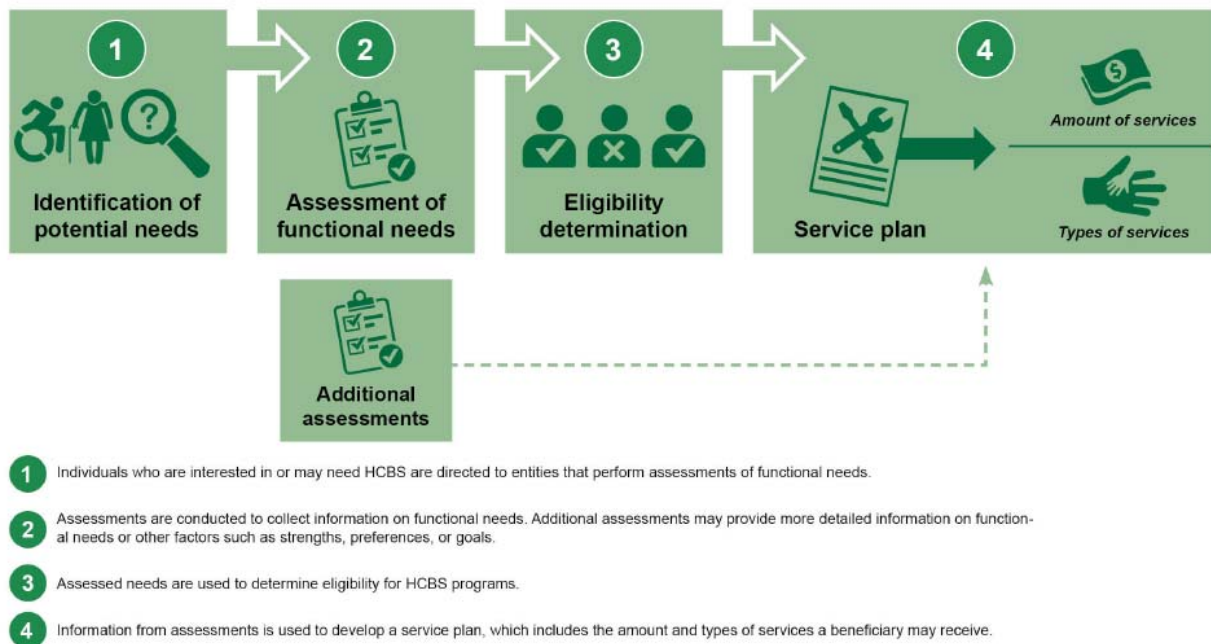 1
2
3
4
Identification of
potential needs
Assessment of
functional needs
Eligibility
determination
Service plan
?
$
Amount of services
Types of services
Additional
assessments
1 Individuals who are interested in or may need HCBS are directed to entities that perform assessments of functional needs.
2 Assessments are conducted to collect information on functional needs. Additional assessments may provide more detailed information on function-
al needs or other factors such as strengths, preferences, or goals.
3 Assessed needs are used to determine eligibility for HCBS programs.
4 Information from assessments is used to develop a service plan, which includes the amount and types of services a beneficiary may receive.